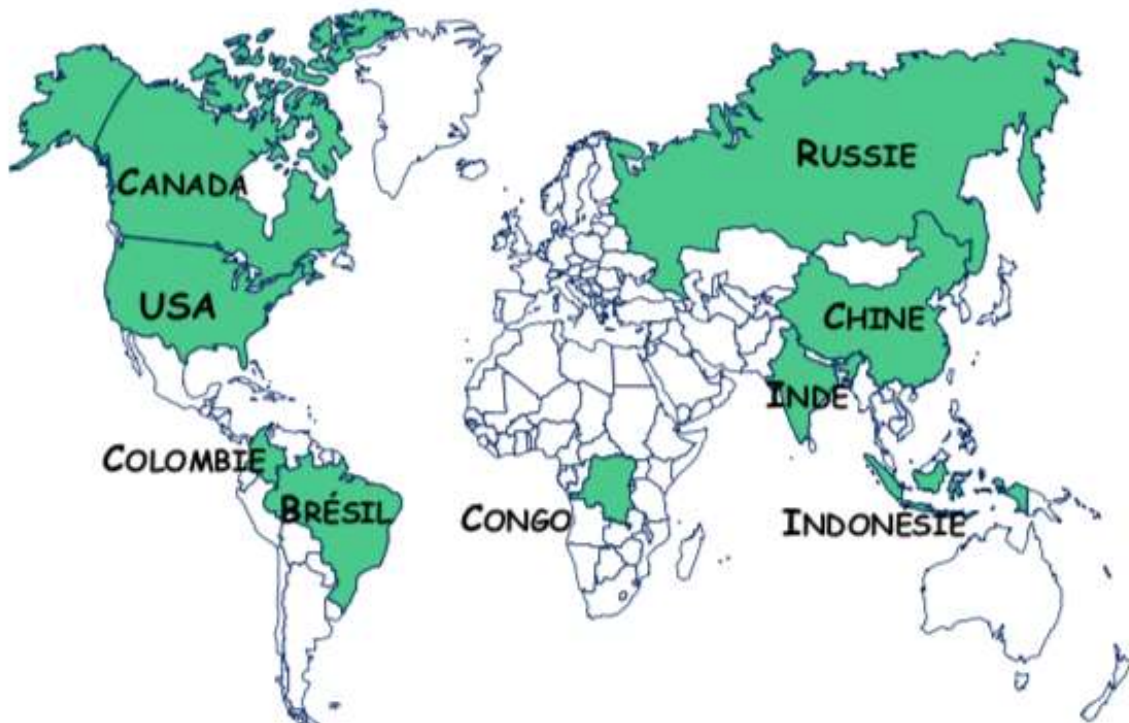 RUSSIE
CANADA
USA
CHINE
INDE
COLOMBIE
BRÉSIL
CONGO
INDONÉSIE